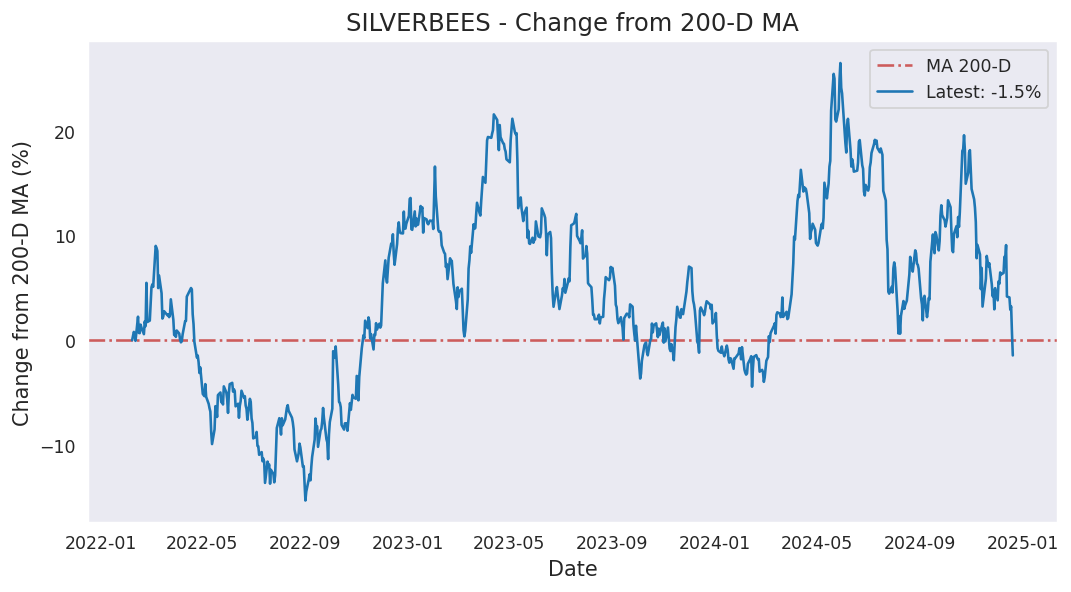 SILVERBEES - Change from 200-D MA
MA 200-D
Latest: -1.5%
Change from 200-D MA (%)
20
10
0
−10
2022-01 2022-05 2022-09 2023-01 2023-05 2023-09 2024-01 2024-05 2024-09 2025-01
Date